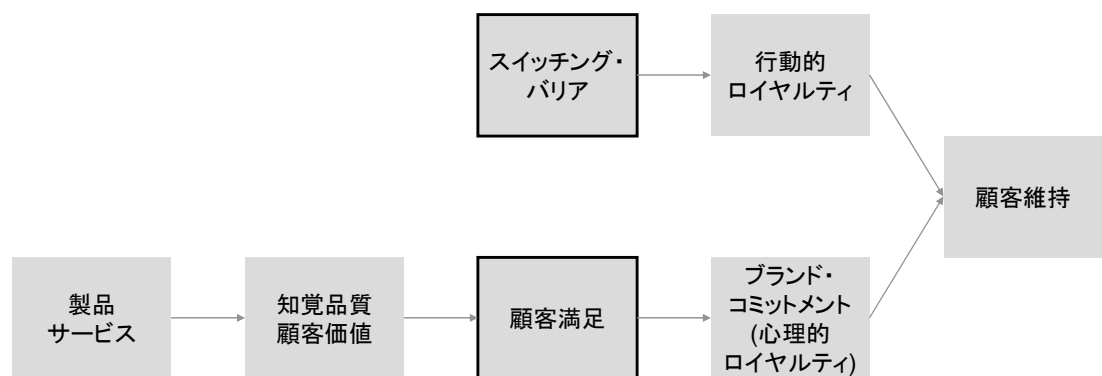 スイッチング・
バリア
行動的
ロイヤルティ
顧客維持
製品
サービス
知覚品質
顧客価値
顧客満足
ブランド・
コミットメント
(心理的
ロイヤルティ)